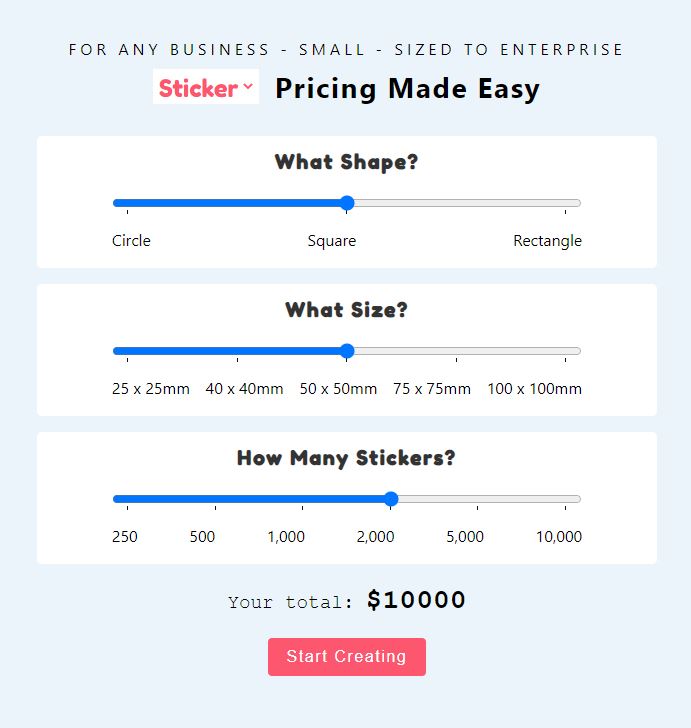 FOR ANY BUSINESS - SMALL - SIZED TO ENTERPRISE
Sticker Pricing Made Easy
What Shape?
Circle Square Rectangle
What Size?
25 x 25mm 40 x 40mm 50 x 50mm 75 x 75mm 100 x 100mm
How Many Stickers?
250 500 1,000 2,000 5,000 10,000
Your total: $10000
Start Creating